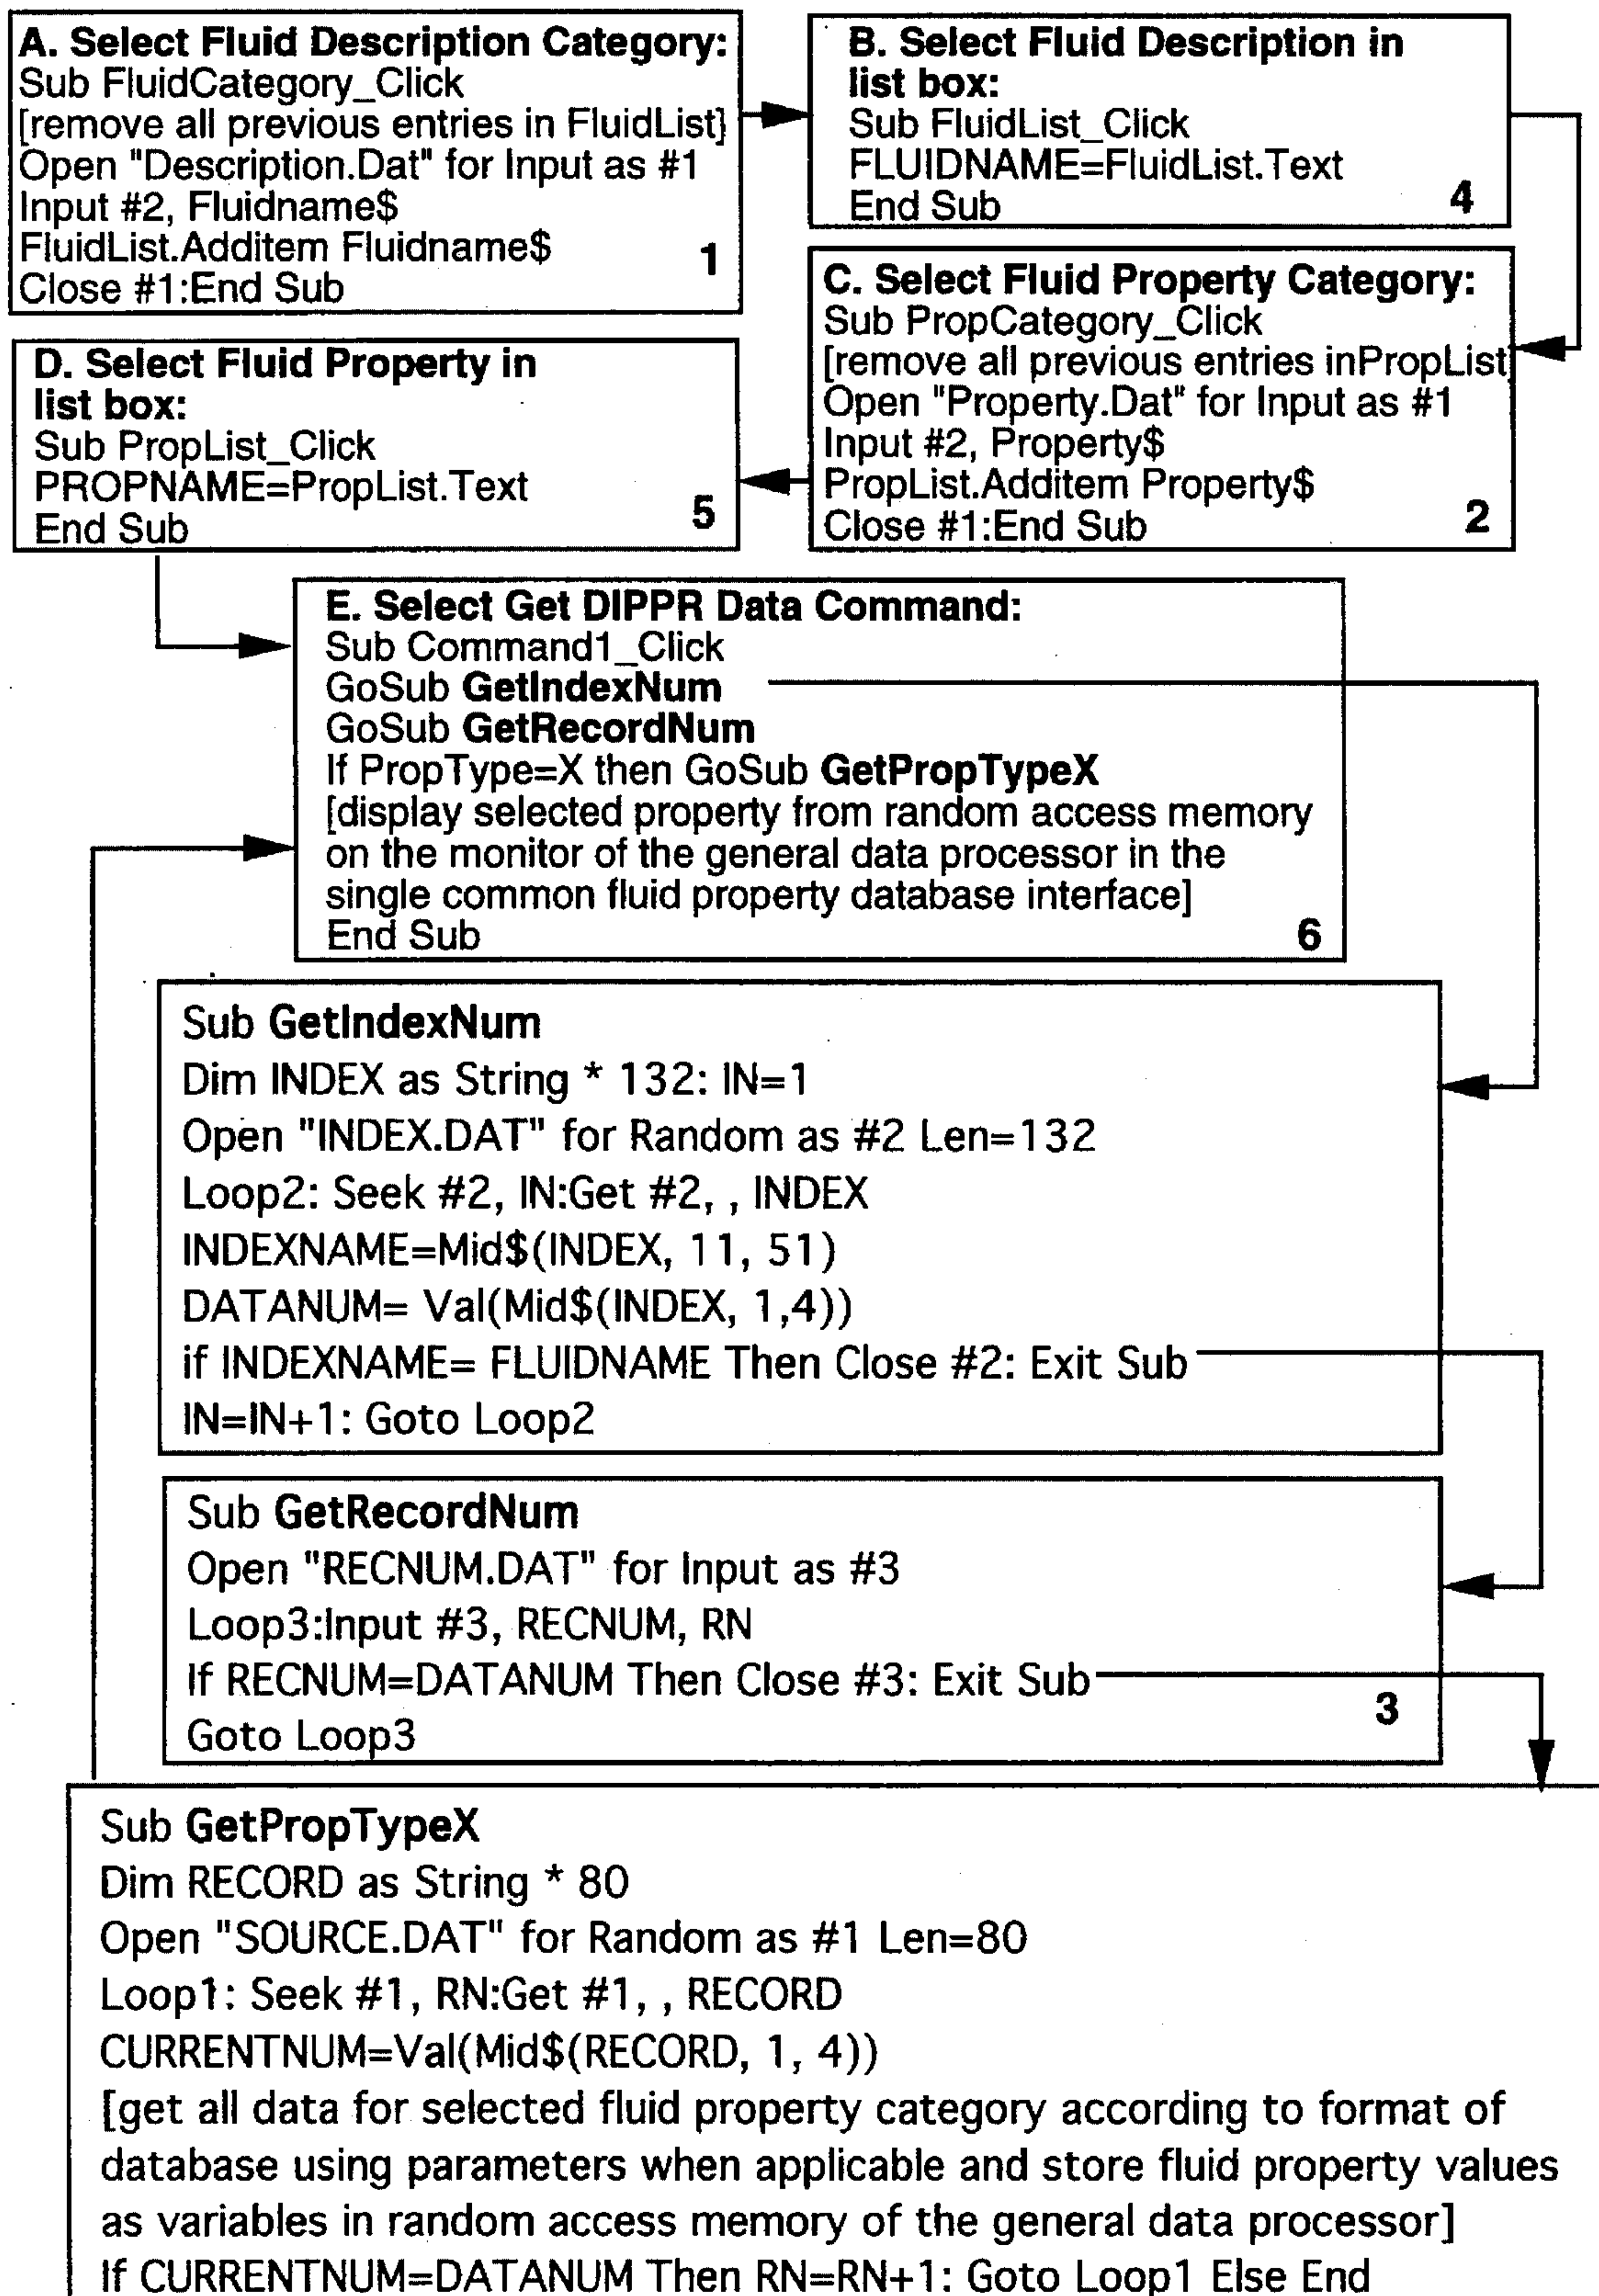 A. Select Fluid Description Category:
Sub FluidCategory_Click
[remove all previous entries in FluidList]
Open "Description.Dat" for Input as #1
Input #2, Fluidname$
FluidList.Additem Fluidname$
Close #1:End Sub
1
B. Select Fluid Description in
list box:
Sub FluidList_Click
FLUIDNAME=FluidList.Text
End Sub
4
C. Select Fluid Property Category:
Sub PropCategory_Click
[remove all previous entries inPropList]
Open "Property.Dat" for Input as #1
Input #2, Property$
PropList.Additem Property$
Close #1:End Sub
2
D. Select Fluid Property in
list box:
Sub PropList_Click
PROPNAME=PropList.Text
End Sub
5
E. Select Get DIPPR Data Command:
Sub Command1_Click
GoSub GetIndexNum
GoSub GetRecordNum
If PropType=X then GoSub GetPropTypeX
[display selected property from random access memory
on the monitor of the general data processor in the
single common fluid property database interface]
End Sub
6
Sub GetIndexNum
Dim INDEX as String * 132: IN=1
Open "INDEX.DAT" for Random as #2 Len=132
Loop2: Seek #2, IN:Get #2, , INDEX
INDEXNAME=Mid$(INDEX, 11, 51)
DATANUM= Val(Mid$(INDEX, 1,4))
if INDEXNAME= FLUIDNAME Then Close #2: Exit Sub
IN=IN+1: Goto Loop2
Sub GetRecordNum
Open "RECNUM.DAT" for Input as #3
Loop3:Input #3, RECNUM, RN
If RECNUM=DATANUM Then Close #3: Exit Sub
Goto Loop3
3
Sub GetPropTypeX
Dim RECORD as String * 80
Open "SOURCE.DAT" for Random as #1 Len=80
Loop1: Seek #1, RN:Get #1, , RECORD
CURRENTNUM=Val(Mid$(RECORD, 1, 4))
[get all data for selected fluid property category according to format of
database using parameters when applicable and store fluid property values
as variables in random access memory of the general data processor]
If CURRENTNUM=DATANUM Then RN=RN+1: Goto Loop1 Else End